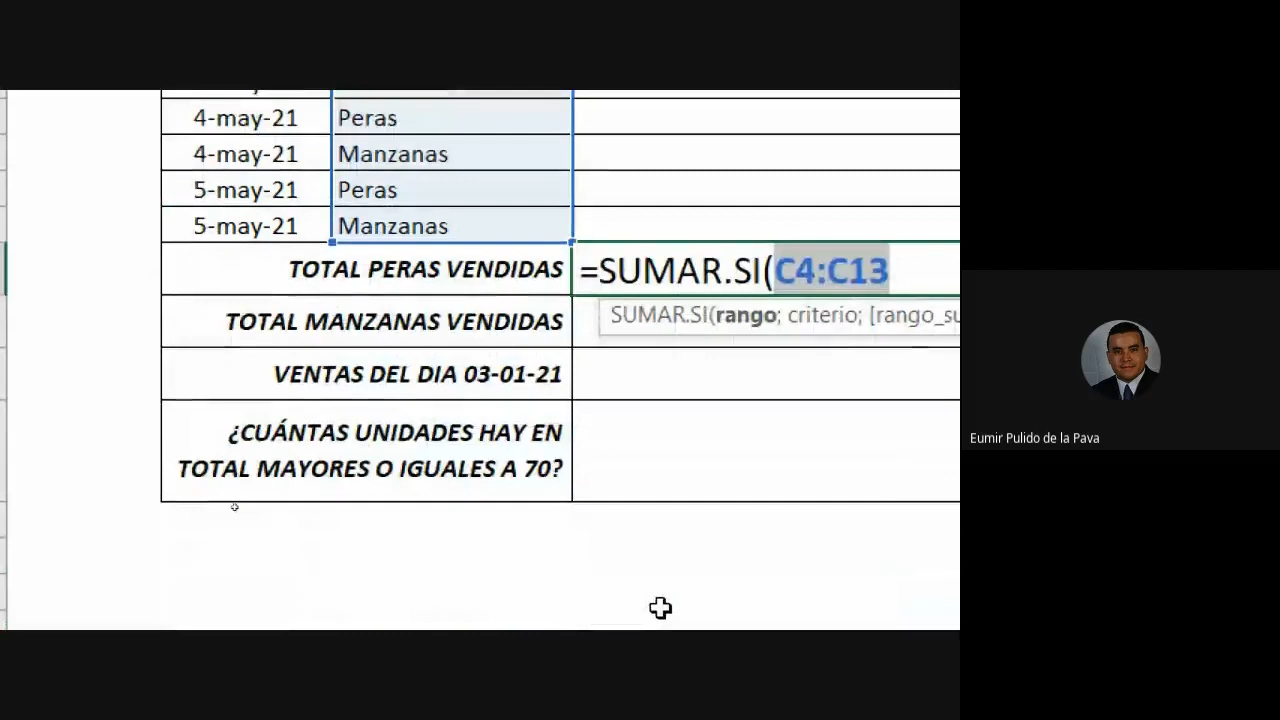 4-may-21 Peras
4-may-21 Manzanas
5-may-21 Peras
5-may-21 Manzanas
TOTAL PERAS VENDIDAS =SUMAR.SI(C4:C13
TOTAL MANZANAS VENDIDAS SUMAR.SI(rango; criterio; [rango_su
VENTAS DEL DIA 03-01-21
¿CUÁNTAS UNIDADES HAY EN
TOTAL MAYORES O IGUALES A 70?
Eumir Pulido de la Pava